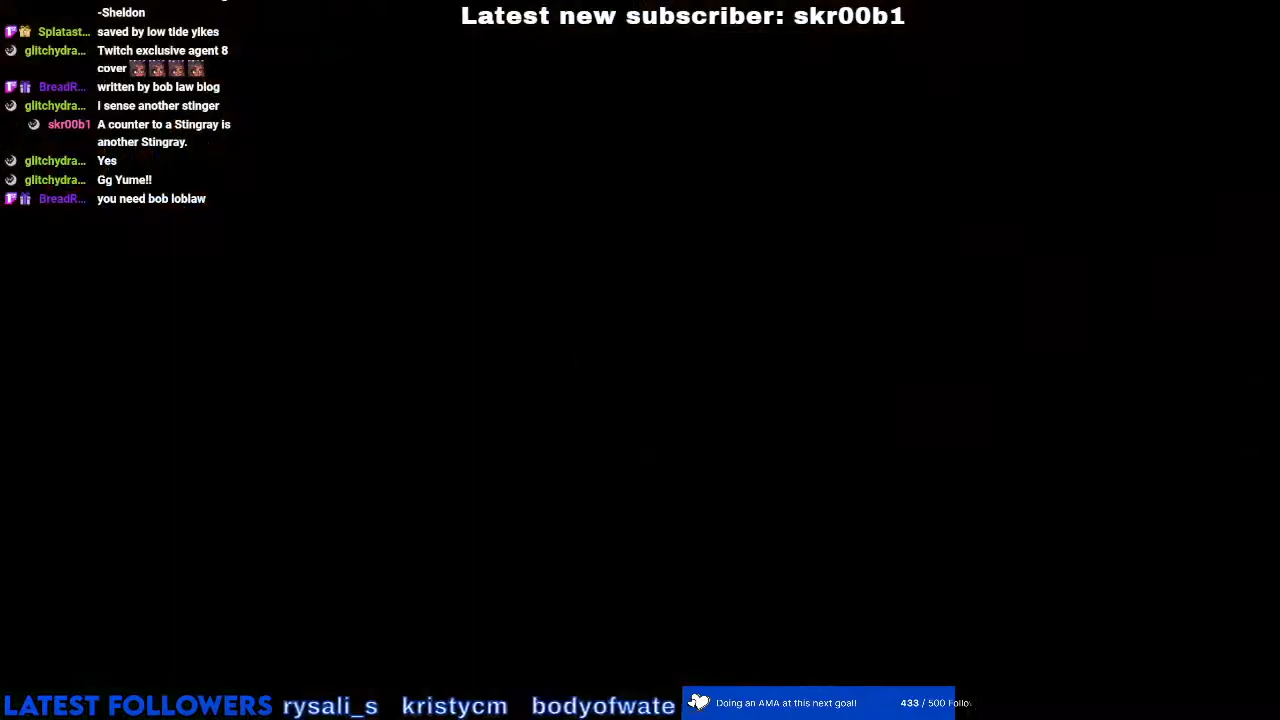 Latest new subscriber: skr00b1
-Sheldon
Splatast... saved by low tide yikes
glitchydra... Twitch exclusive agent 8
cover
BreadR... written by bob law blog
glitchydra... I sense another stinger
skr00b1 A counter to a Stingray is
another Stingray.
glitchydra... Yes
glitchydra... Gg Yume!!
BreadR... you need bob loblaw
LATEST FOLLOWERS rysali_s kristycm bodyofwate
Doing an AMA at this next goal! 433 / 500 Follo